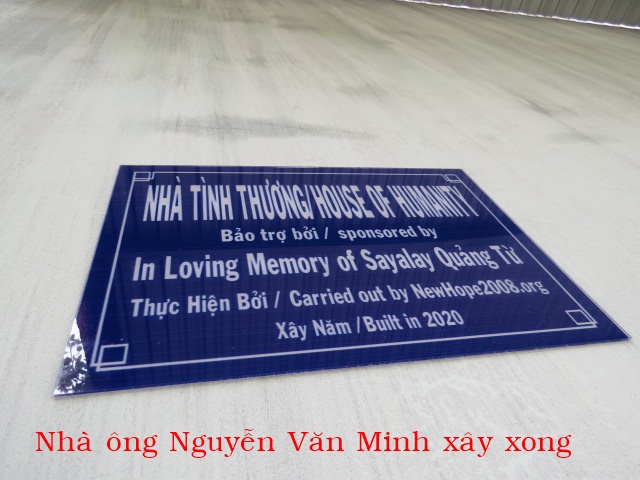 NHÀ TÌNH THƯƠNG/HOUSE OF HUMANITY
Bảo trợ bởi / sponsored by
In Loving Memory of Sayalay Quảng Từ
Thực Hiện Bởi / Carried out by NewHope2008.org
Xây Năm / Built in 2020
Nhà ông Nguyễn Văn Minh xây xong